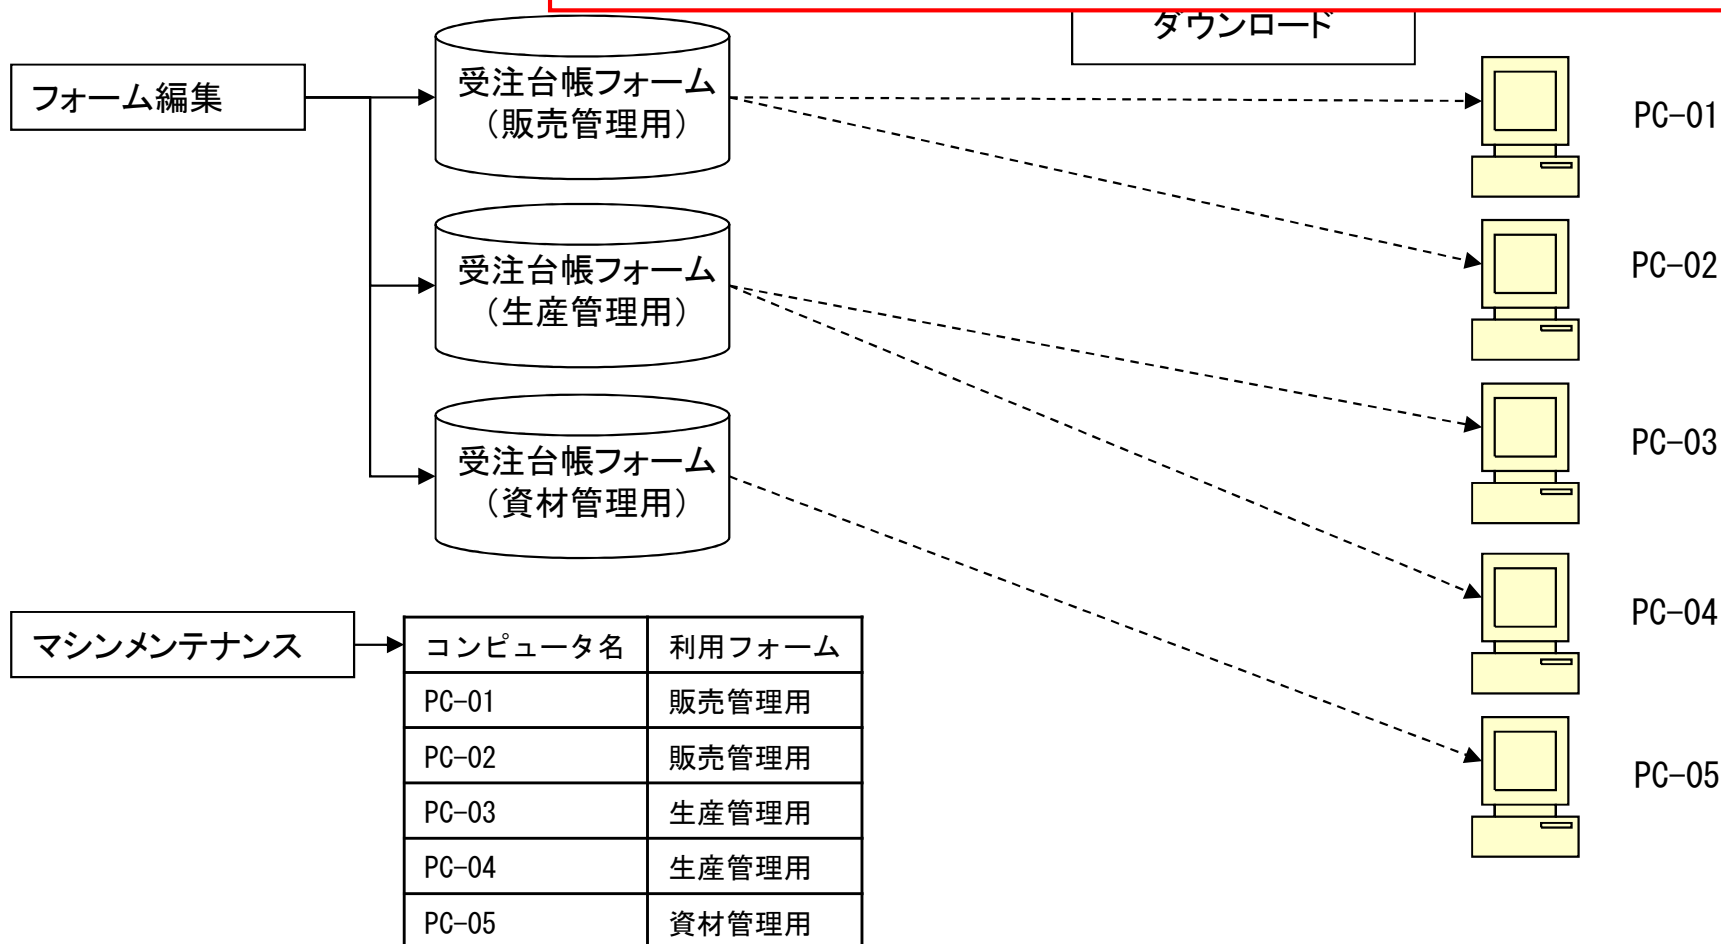 ダウンロード
フォーム編集
受注台帳フォーム
（販売管理用）
PC-01
受注台帳フォーム
（生産管理用）
PC-02
受注台帳フォーム
（資材管理用）
PC-03
PC-04
PC-05
マシンメンテナンス
コンピュータ名 利用フォーム
PC-01 販売管理用
PC-02 販売管理用
PC-03 生産管理用
PC-04 生産管理用
PC-05 資材管理用